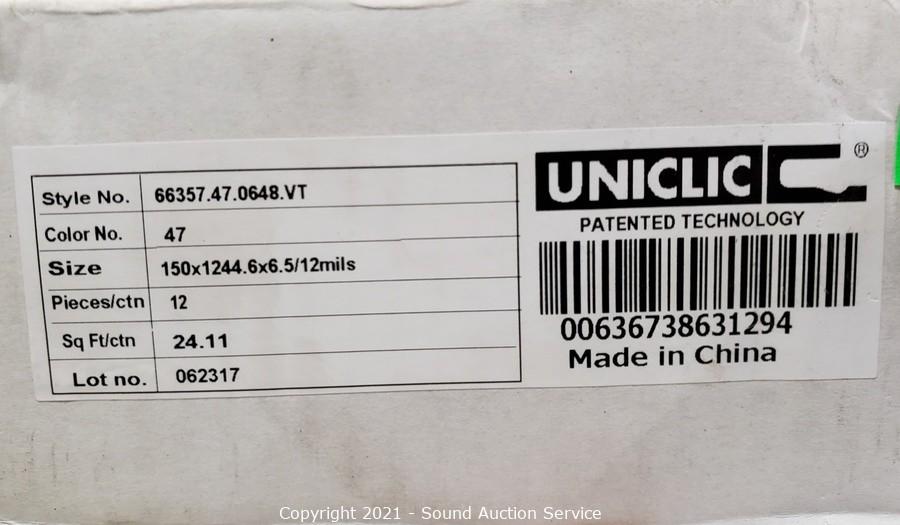 Style No. 66357.47.0648.VT
Color No. 47
Size 150x1244.6x6.5/12mils
Pieces/ctn 12
Sq Ft/ctn 24.11
Lot no. 062317
UNICLIC ®
PATENTED TECHNOLOGY
00636738631294
Made in China
Copyright 2021 - Sound Auction Service